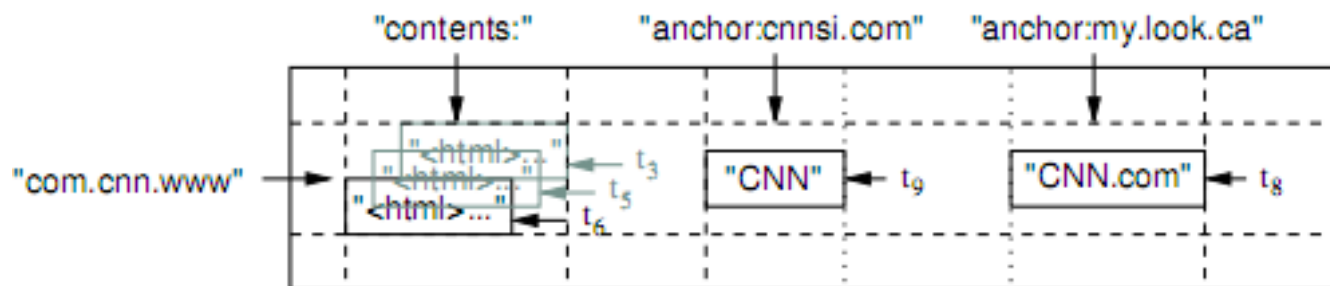 "contents:" "anchor:cnnsi.com" "anchor:my.look.ca"
"<html>..." t3
"com.cnn.www" "<html>..." t5 "CNN" t9 "CNN.com" t8
"<html>..." t6